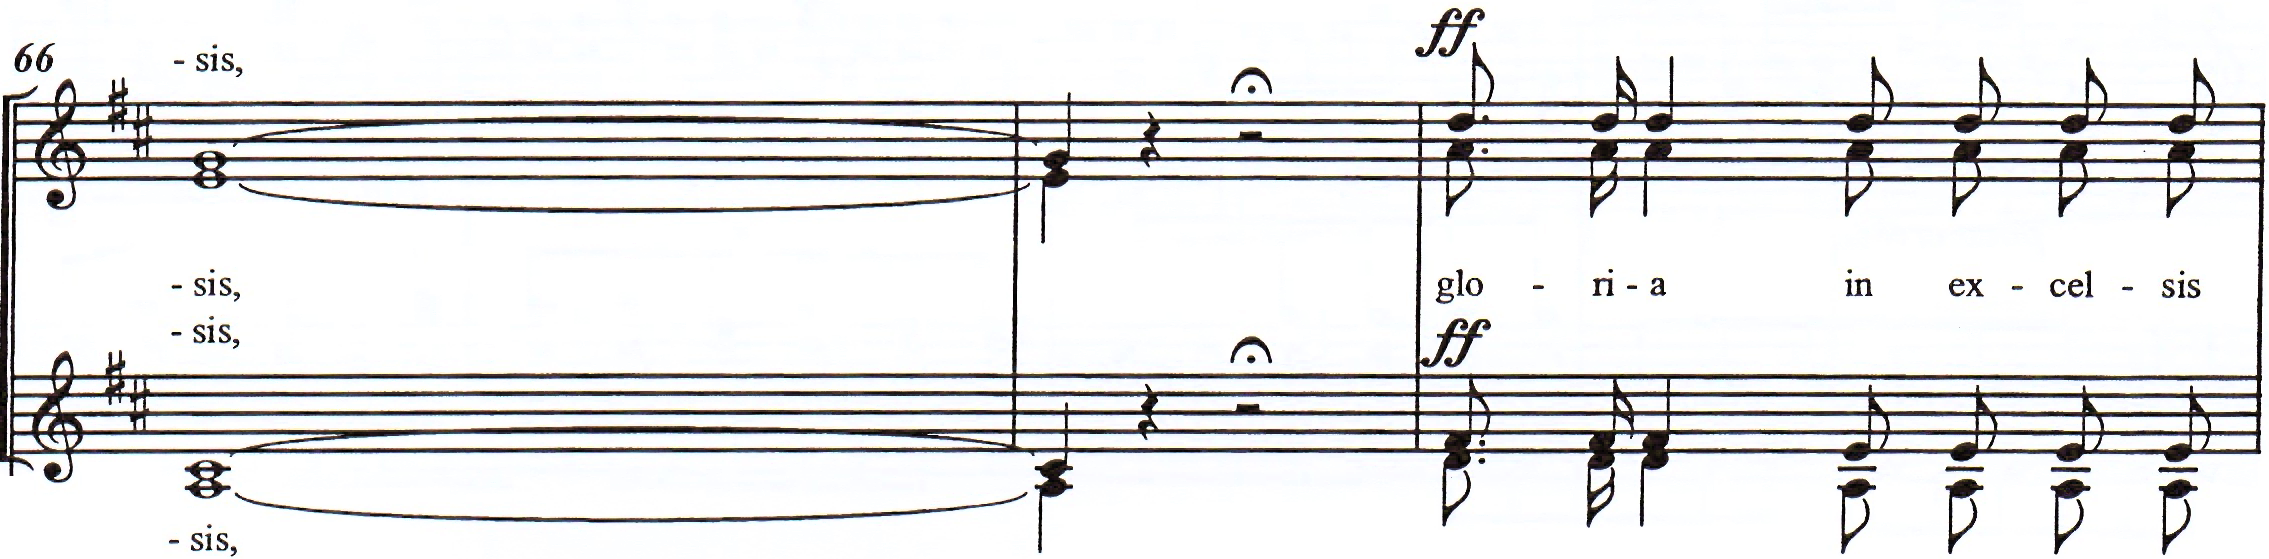 ff
66 - sis,
- sis, glo - ri - a in ex - cel - sis
- sis, ff
- sis,